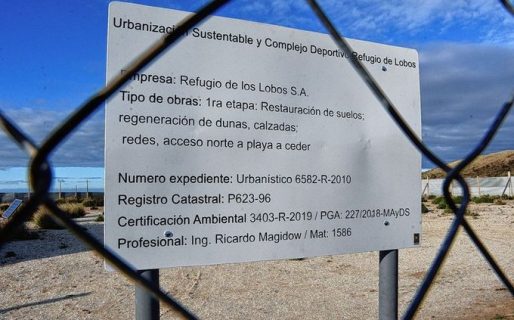 Urbanización Sustentable y Complejo Deportivo Refugio de Lobos
Empresa: Refugio de los Lobos S.A.
Tipo de obras: 1ra etapa: Restauración de suelos;
regeneración de dunas, calzadas;
redes, acceso norte a playa a ceder
Numero expediente: Urbanístico 6582-R-2010
Registro Catastral: P623-96
Certificación Ambiental 3403-R-2019 / PGA: 227/2018-MAyDS
Profesional: Ing. Ricardo Magidow / Mat: 1586